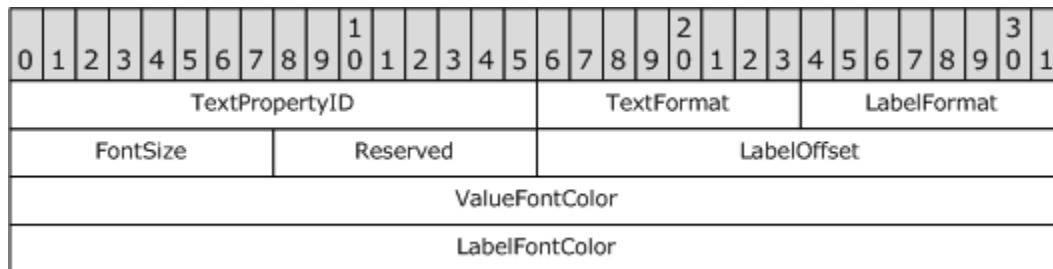 1 2 3
0 1 2 3 4 5 6 7 8 9 0 1 2 3 4 5 6 7 8 9 0 1 2 3 4 5 6 7 8 9 0 1
TextPropertyID TextFormat LabelFormat
FontSize Reserved LabelOffset
ValueFontColor
LabelFontColor